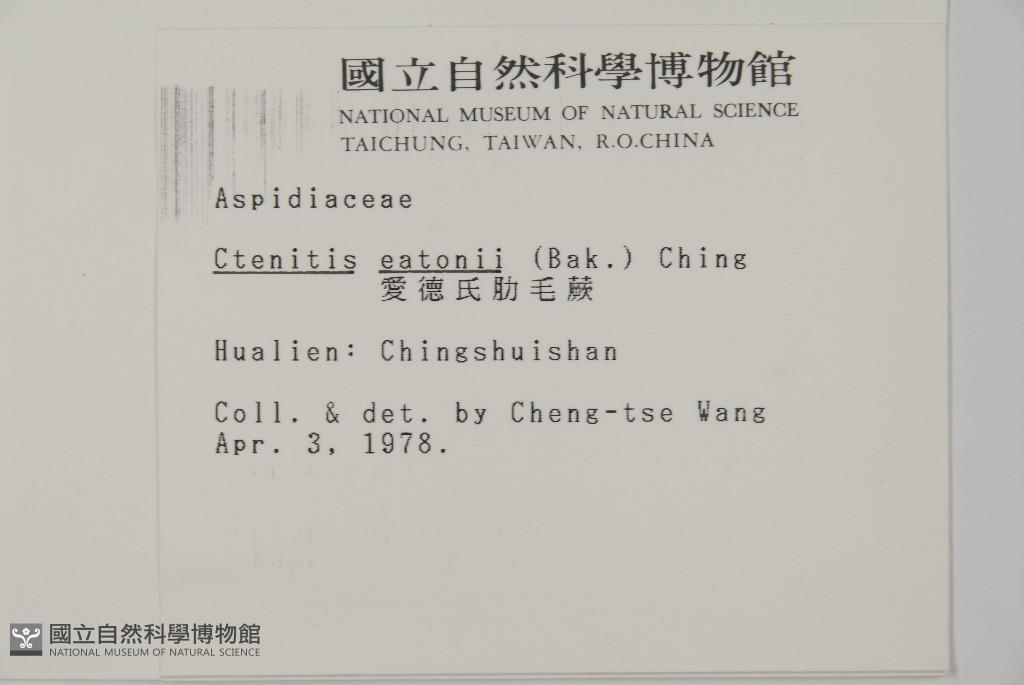 國立自然科學博物館
NATIONAL MUSEUM OF NATURAL SCIENCE
TAICHUNG, TAIWAN, R.O.CHINA
Aspidiaceae
Ctenitis eatonii (Bak.) Ching
愛德氏肋毛蕨
Hualien: Chingshuishan
Coll. & det. by Cheng-tse Wang
Apr. 3, 1978.
國立自然科學博物館
NATIONAL MUSEUM OF NATURAL SCIENCE